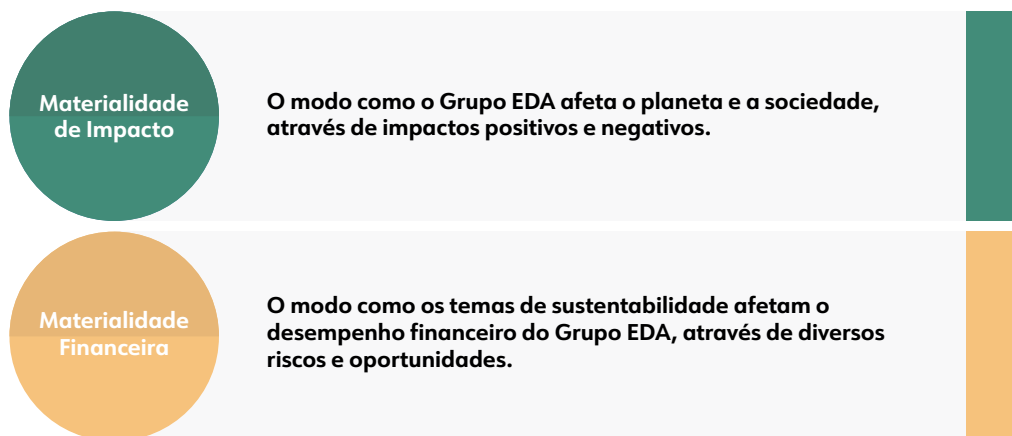 Materialidade
de Impacto
O modo como o Grupo EDA afeta o planeta e a sociedade,
através de impactos positivos e negativos.
Materialidade
Financeira
O modo como os temas de sustentabilidade afetam o
desempenho financeiro do Grupo EDA, através de diversos
riscos e oportunidades.